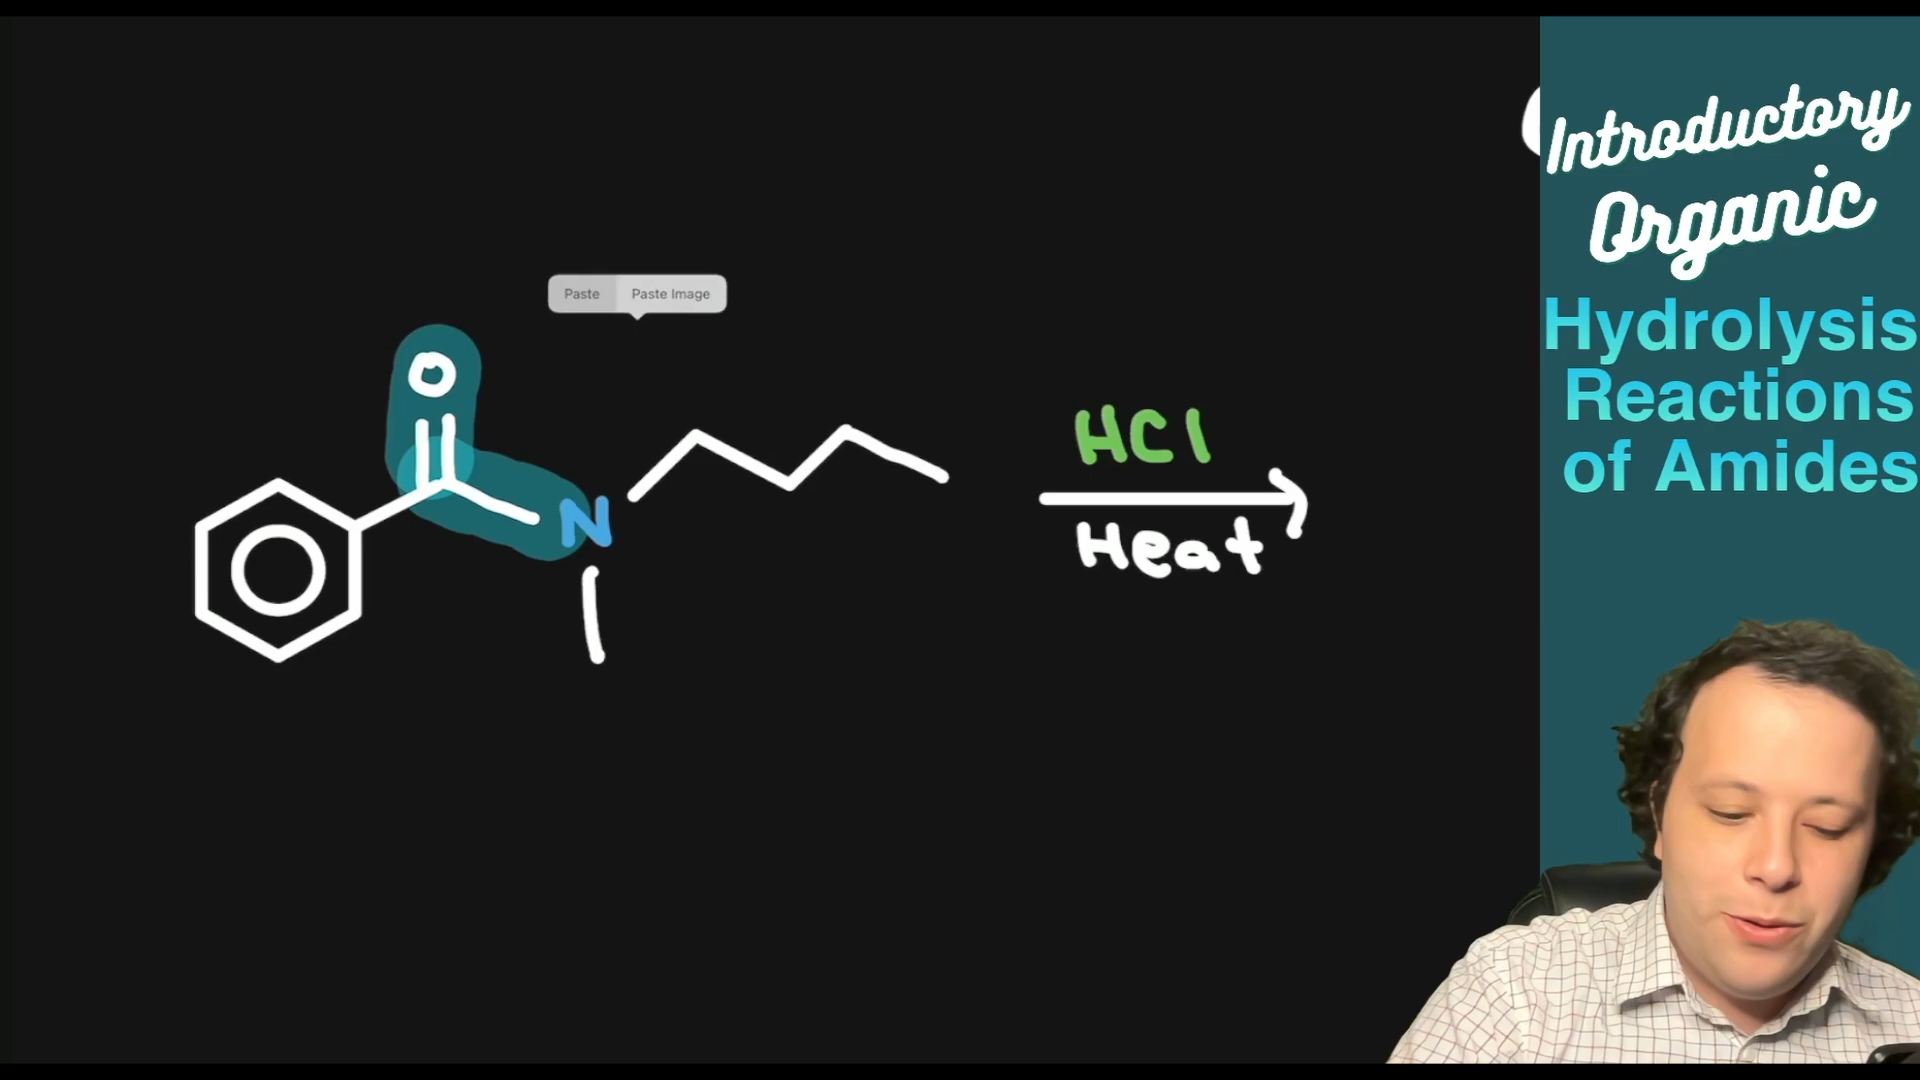 Introductory
Organic
Hydrolysis
Reactions
of Amides
Paste Paste Image
O
N
HCl
Heat